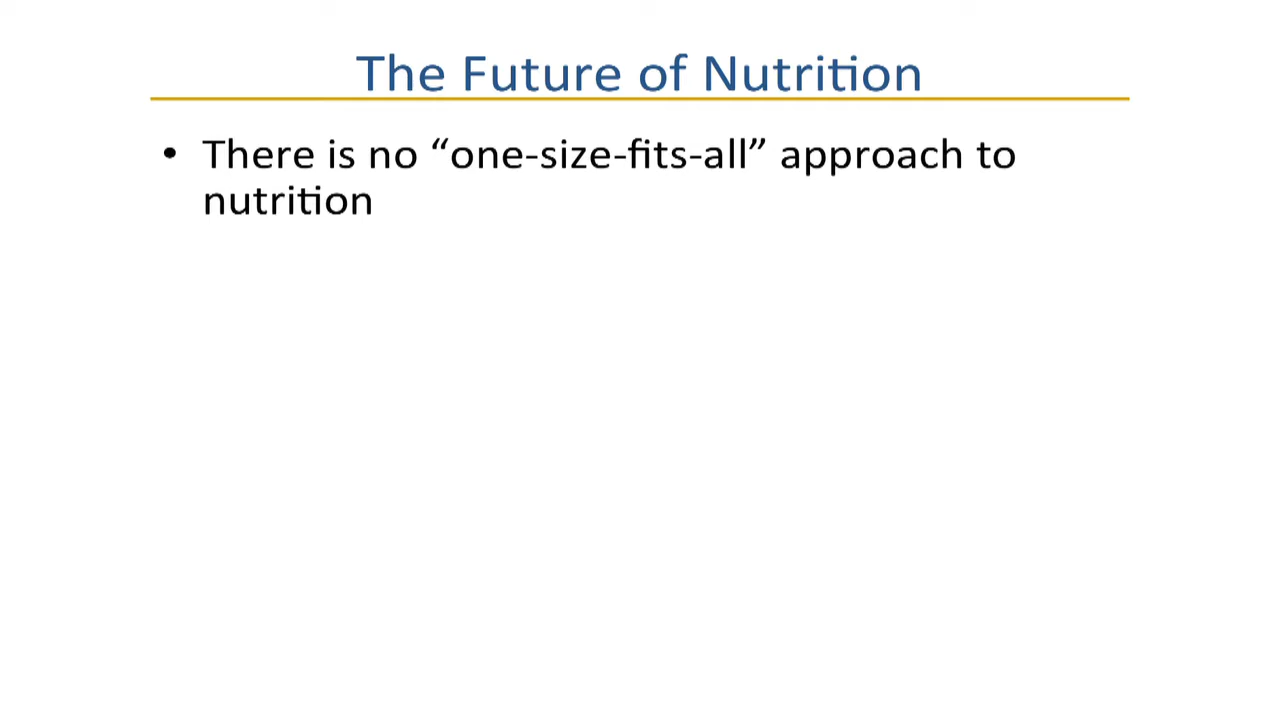 The Future of Nutrition
• There is no “one-size-fits-all” approach to
nutrition